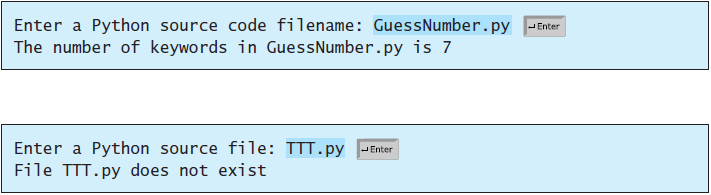 Enter a Python source code filename: GuessNumber.py ↵Enter
The number of keywords in GuessNumber.py is 7
Enter a Python source file: TTT.py ↵Enter
File TTT.py does not exist